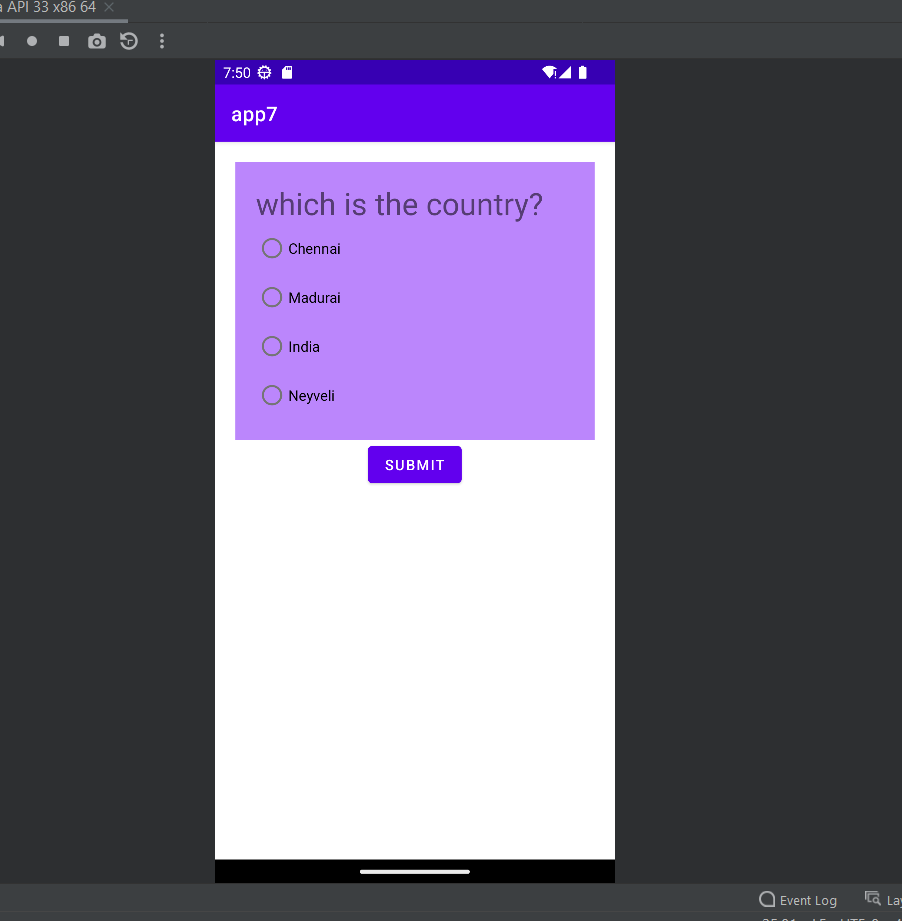 a API 33 x86 64
7:50
app7
which is the country?
Chennai
Madurai
India
Neyveli
SUBMIT
Event Log